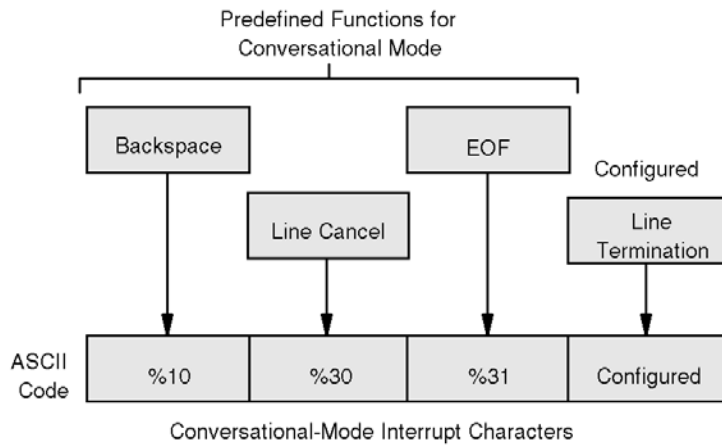 Predefined Functions for
Conversational Mode
Backspace
EOF
Configured
Line Cancel
Line
Termination
ASCII
Code
%10
%30
%31
Configured
Conversational-Mode Interrupt Characters